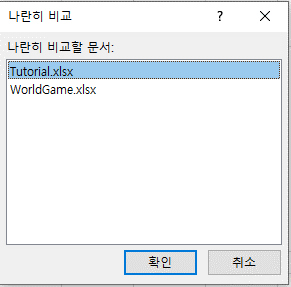 나란히 비교 ? ×
나란히 비교할 문서:
Tutorial.xlsx
WorldGame.xlsx
확인 취소